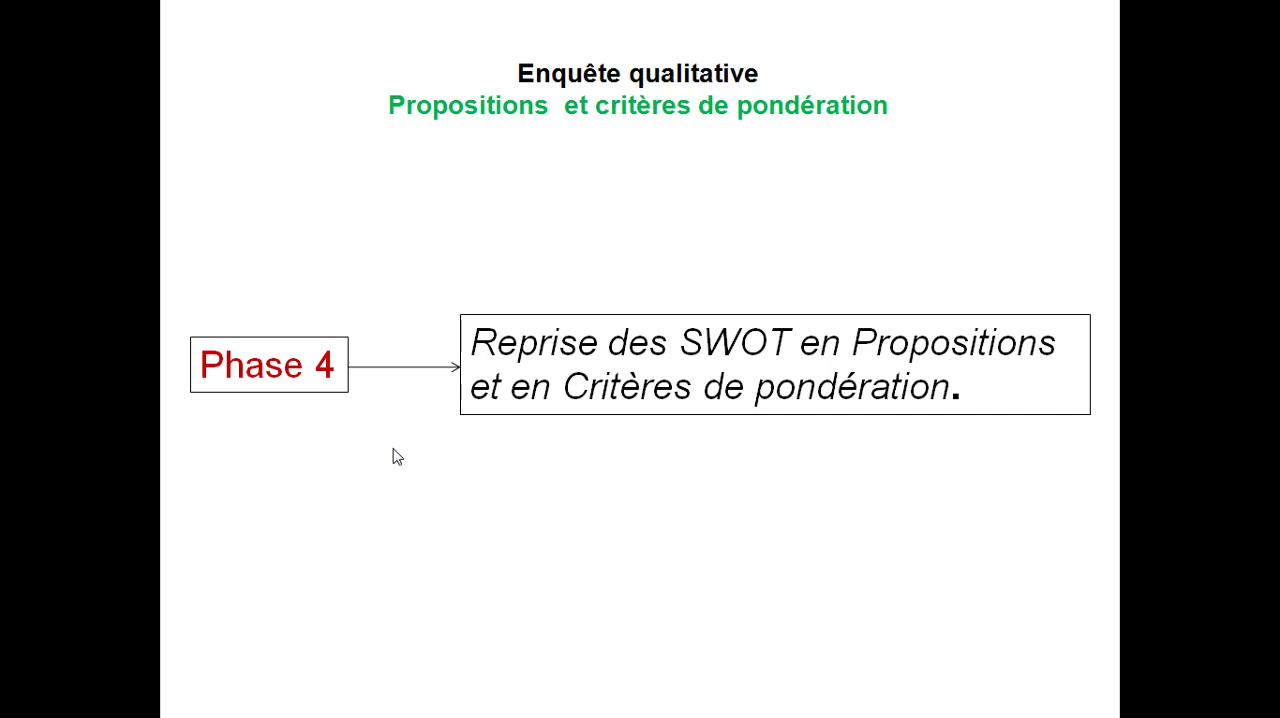 Enquête qualitative
Propositions et critères de pondération
Phase 4
Reprise des SWOT en Propositions
et en Critères de pondération.